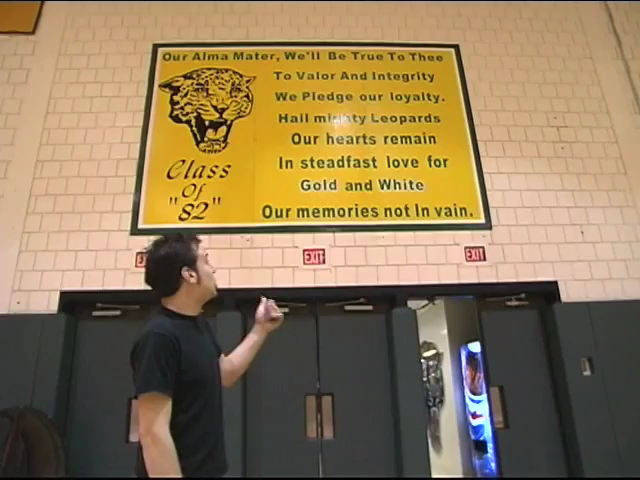 Our Alma Mater, We'll Be True To Thee
To Valor And Integrity
We Pledge our loyalty.
Hail mighty Leopards
Our hearts remain
In steadfast love for
Gold and White
Our memories not In vain.
Class
Of
"82"
EXIT
EXIT